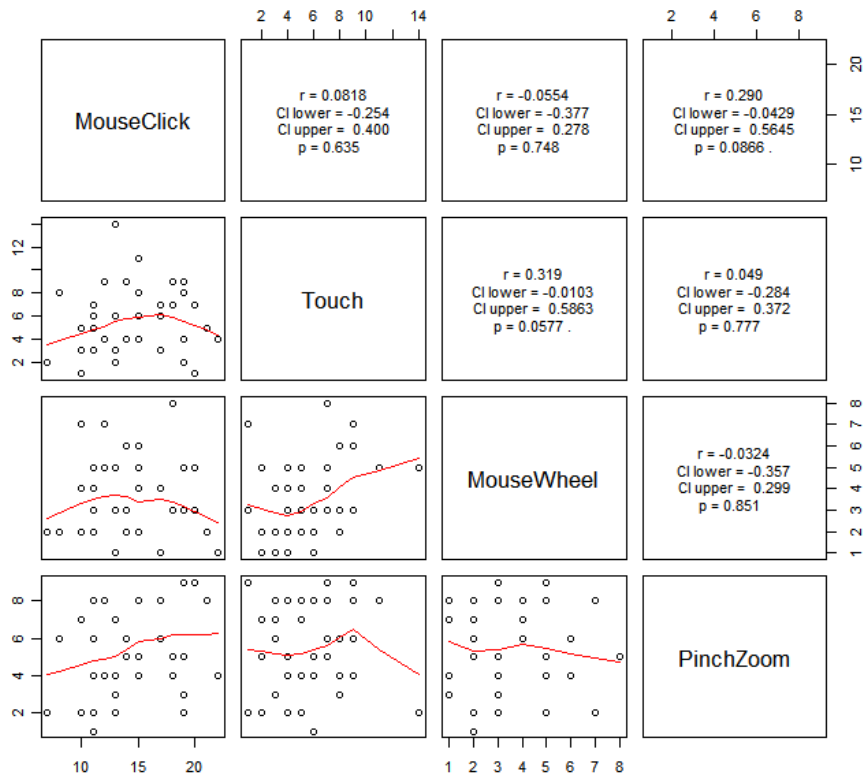 2 4 6 8 10 14
2 4 6 8
MouseClick
r = 0.0818
CI lower = -0.254
CI upper = 0.400
p = 0.635
r = -0.0554
CI lower = -0.377
CI upper = 0.278
p = 0.748
r = 0.290
CI lower = -0.0429
CI upper = 0.5645
p = 0.0866 .
10 15 20
2 4 6 8 12
Touch
r = 0.319
CI lower = -0.0103
CI upper = 0.5863
p = 0.0577 .
r = 0.049
CI lower = -0.284
CI upper = 0.372
p = 0.777
MouseWheel
r = -0.0324
CI lower = -0.357
CI upper = 0.299
p = 0.851
1 2 3 4 5 6 7 8
2 4 6 8
PinchZoom
10 15 20
1 2 3 4 5 6 7 8